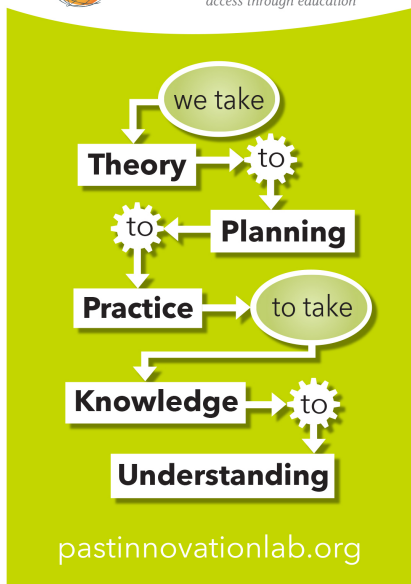 access through education
we take
Theory
to
Planning
to
Practice
to take
Knowledge
to
Understanding
pastinnovationlab.org